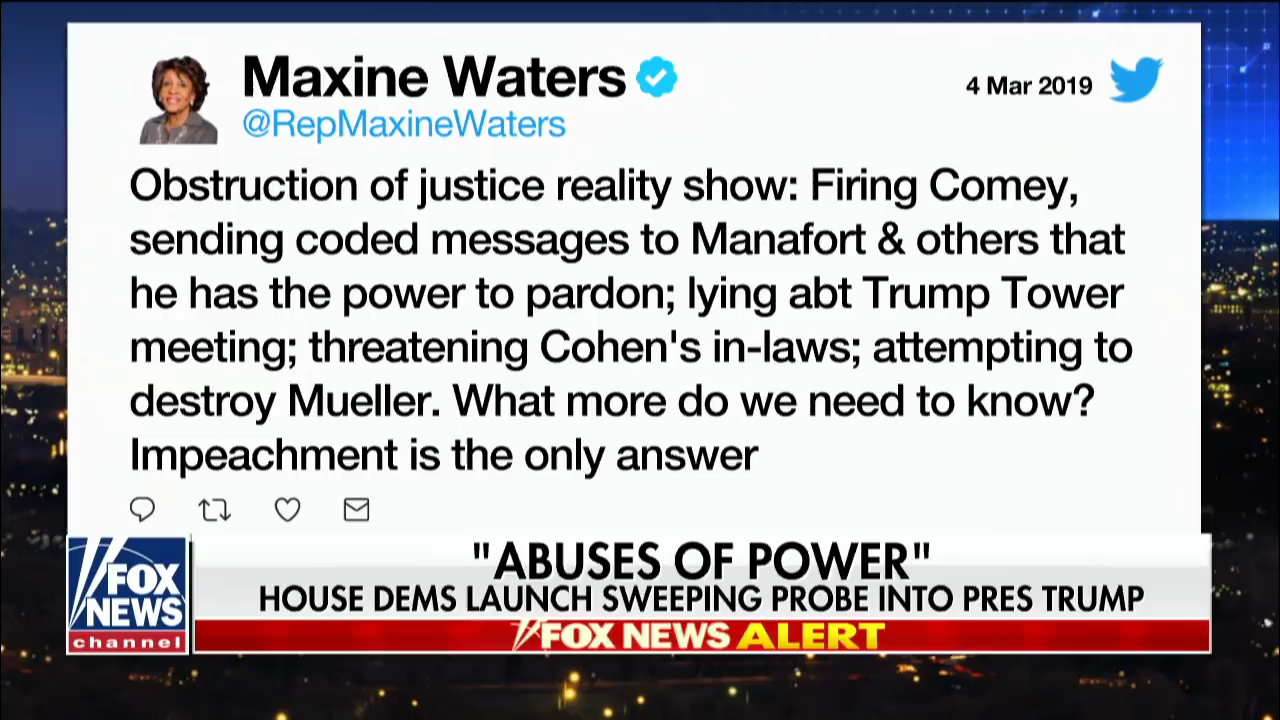 Maxine Waters
@RepMaxineWaters
4 Mar 2019
Obstruction of justice reality show: Firing Comey,
sending coded messages to Manafort & others that
he has the power to pardon; lying abt Trump Tower
meeting; threatening Cohen's in-laws; attempting to
destroy Mueller. What more do we need to know?
Impeachment is the only answer
FOX
NEWS
channel
"ABUSES OF POWER"
HOUSE DEMS LAUNCH SWEEPING PROBE INTO PRES TRUMP
FOX NEWS ALERT